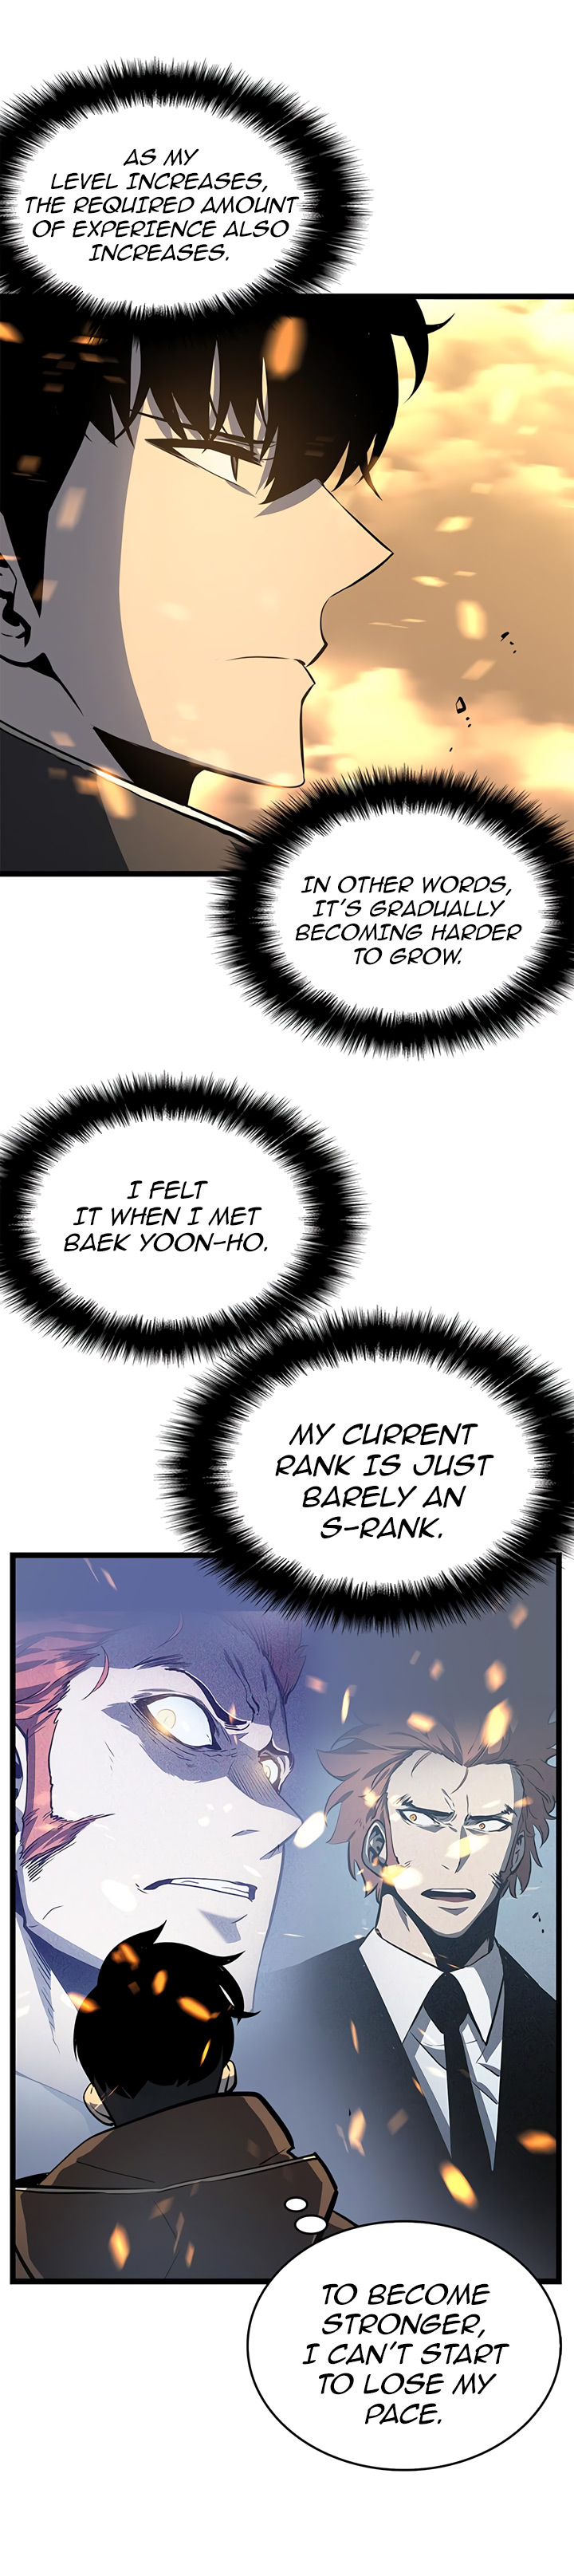 AS MY
LEVEL INCREASES,
THE REQUIRED AMOUNT
OF EXPERIENCE ALSO
INCREASES.
IN OTHER WORDS,
IT'S GRADUALLY
BECOMING HARDER
TO GROW.
I FELT
IT WHEN I MET
BAEK YOON-HO.
MY CURRENT
RANK IS JUST
BARELY AN
S-RANK.
TO BECOME
STRONGER,
I CAN'T START
TO LOSE MY
PACE.